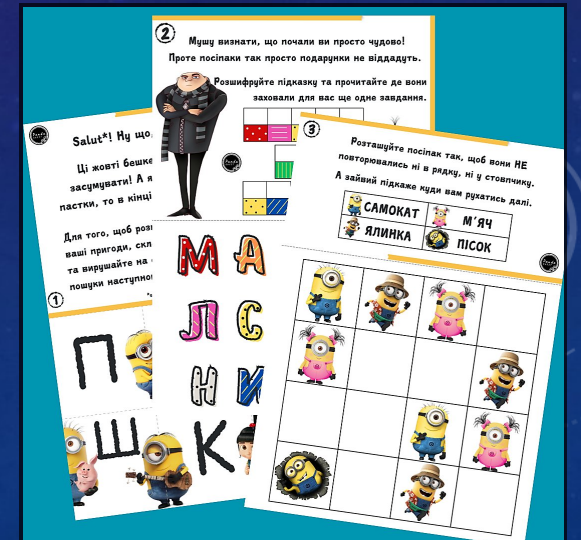 2
Мушу визнати, що почали ви просто чудово!
Проте посіпаки так просто подарунки не віддадуть.
Розшифруйте підказку та прочитайте де вони
заховали для вас ще одне завдання.
М А
Л С
Н И
К
Salut*! Ну що
Ці жовті бешке
засумувати! А я
пастки, то в кінці
Для того, щоб роз
ваші пригоди, скл
та вирушайте на
пошуки наступно
1
П
Ш
3
Розташуйте посіпак так, щоб вони НЕ
повторювались ні в рядку, ні у стовпчику.
А зайвий підкаже куди вам рухатись далі.
САМОКАТ М'ЯЧ
ЯЛИНКА ПІСОК